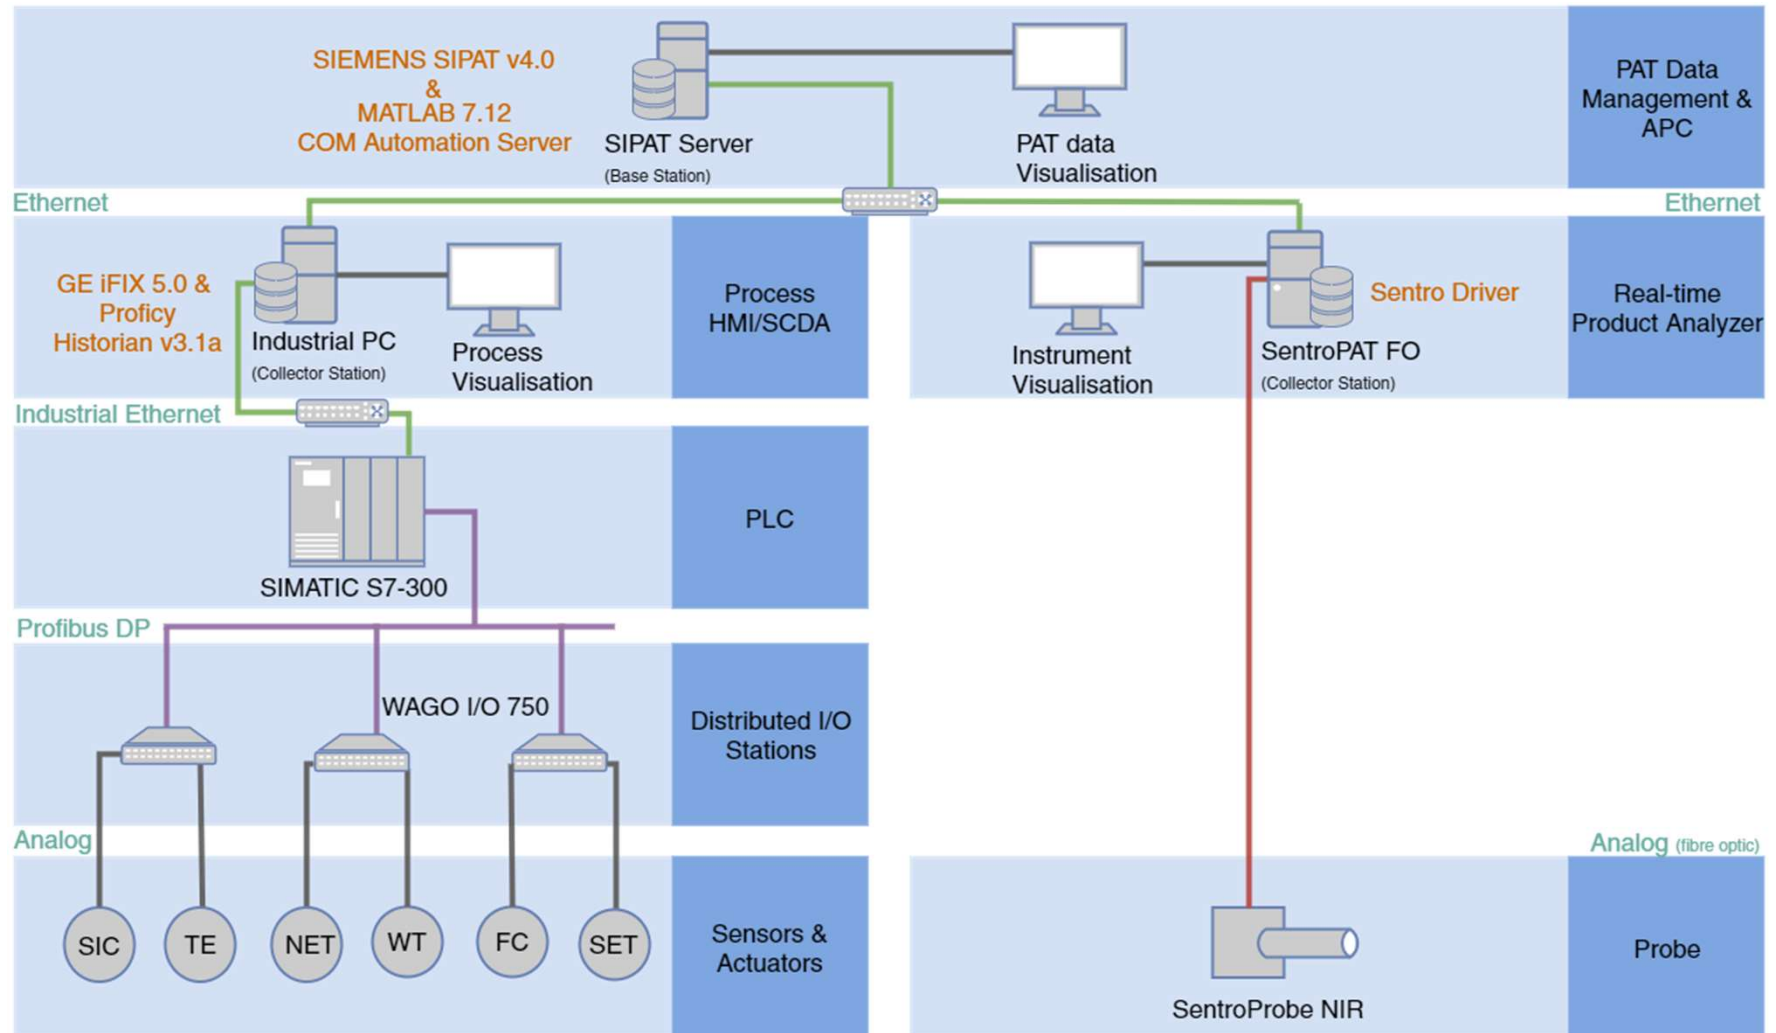 SIEMENS SIPAT v4.0
&
MATLAB 7.12
COM Automation Server
SIPAT Server
(Base Station)
PAT data
Visualisation
PAT Data
Management &
APC
Ethernet
Ethernet
GE iFIX 5.0 &
Proficy
Historian v3.1a
Industrial PC
(Collector Station)
Process
Visualisation
Process
HMI/SCDA
Instrument
Visualisation
Sentro Driver
SentroPAT FO
(Collector Station)
Real-time
Product Analyzer
Industrial Ethernet
SIMATIC S7-300
PLC
Profibus DP
WAGO I/O 750
Distributed I/O
Stations
Analog
Analog (fibre optic)
SIC
TE
NET
WT
FC
SET
Sensors &
Actuators
SentroProbe NIR
Probe